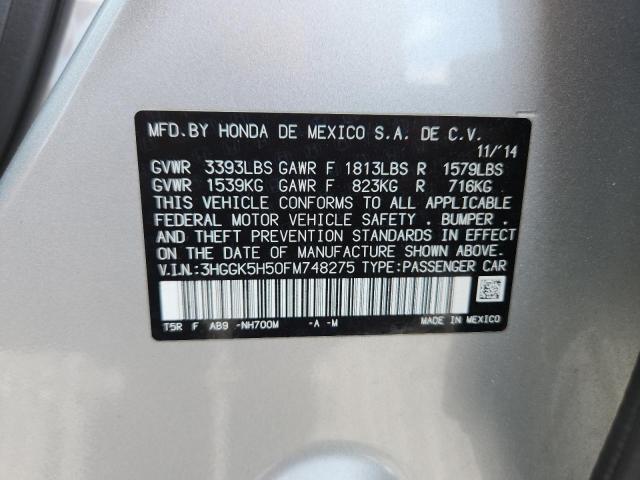 MFD.BY HONDA DE MEXICO S.A. DE C.V.
11/'14
GVWR 3393LBS GAWR F 1813LBS R 1579LBS
GVWR 1539KG GAWR F 823KG R 716KG
THIS VEHICLE CONFORMS TO ALL APPLICABLE
FEDERAL MOTOR VEHICLE SAFETY . BUMPER .
AND THEFT PREVENTION STANDARDS IN EFFECT
ON THE DATE OF MANUFACTURE SHOWN ABOVE.
V.I.N.:3HGGK5H50FM748275 TYPE:PASSENGER CAR
T5R F AB9 -NH700M -A -M MADE IN MEXICO